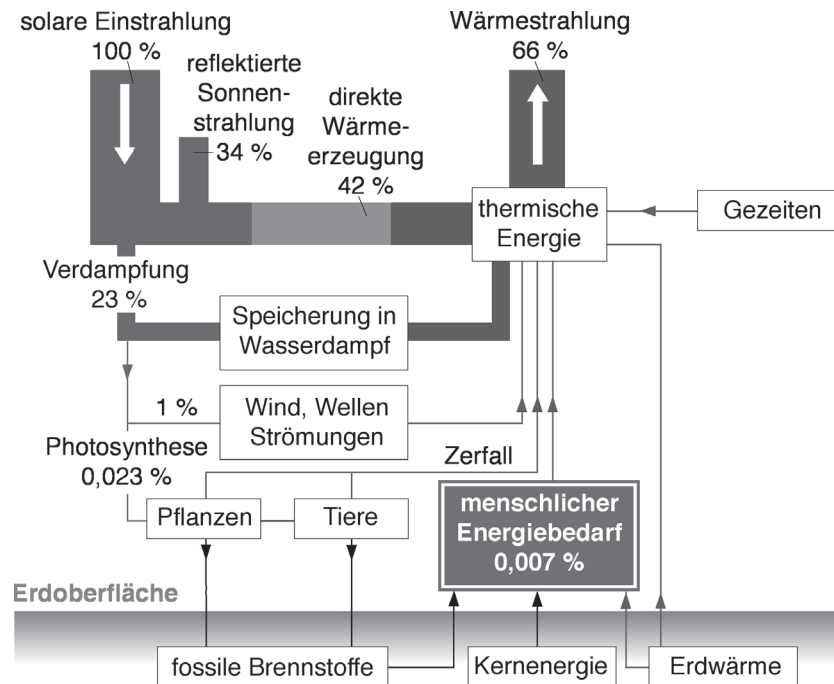 solare Einstrahlung
100 %
Wärmestrahlung
66 %
reflektierte
Sonnen-
strahlung
34 %
direkte
Wärme-
erzeugung
42 %
thermische
Energie
Gezeiten
Verdampfung
23 %
Speicherung in
Wasserdampf
1 %
Wind, Wellen
Strömungen
Photosynthese
0,023 %
Zerfall
Pflanzen
Tiere
menschlicher
Energiebedarf
0,007 %
Erdoberfläche
fossile Brennstoffe
Kernenergie
Erdwärme